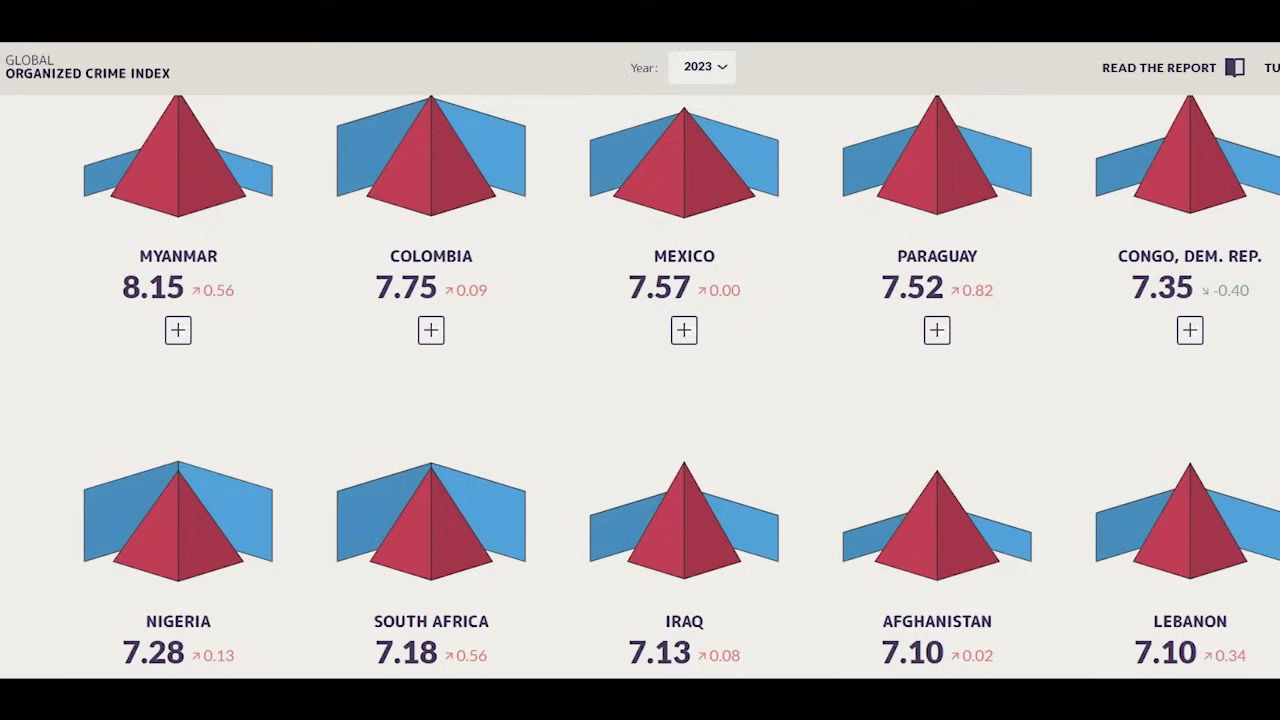 GLOBAL
ORGANIZED CRIME INDEX
Year: 2023
READ THE REPORT
TU
MYANMAR
8.15 ↗0.56
COLOMBIA
7.75 ↗0.09
MEXICO
7.57 ↗0.00
PARAGUAY
7.52 ↗0.82
CONGO, DEM. REP.
7.35 ↘-0.40
NIGERIA
7.28 ↗0.13
SOUTH AFRICA
7.18 ↗0.56
IRAQ
7.13 ↗0.08
AFGHANISTAN
7.10 ↗0.02
LEBANON
7.10 ↗0.34